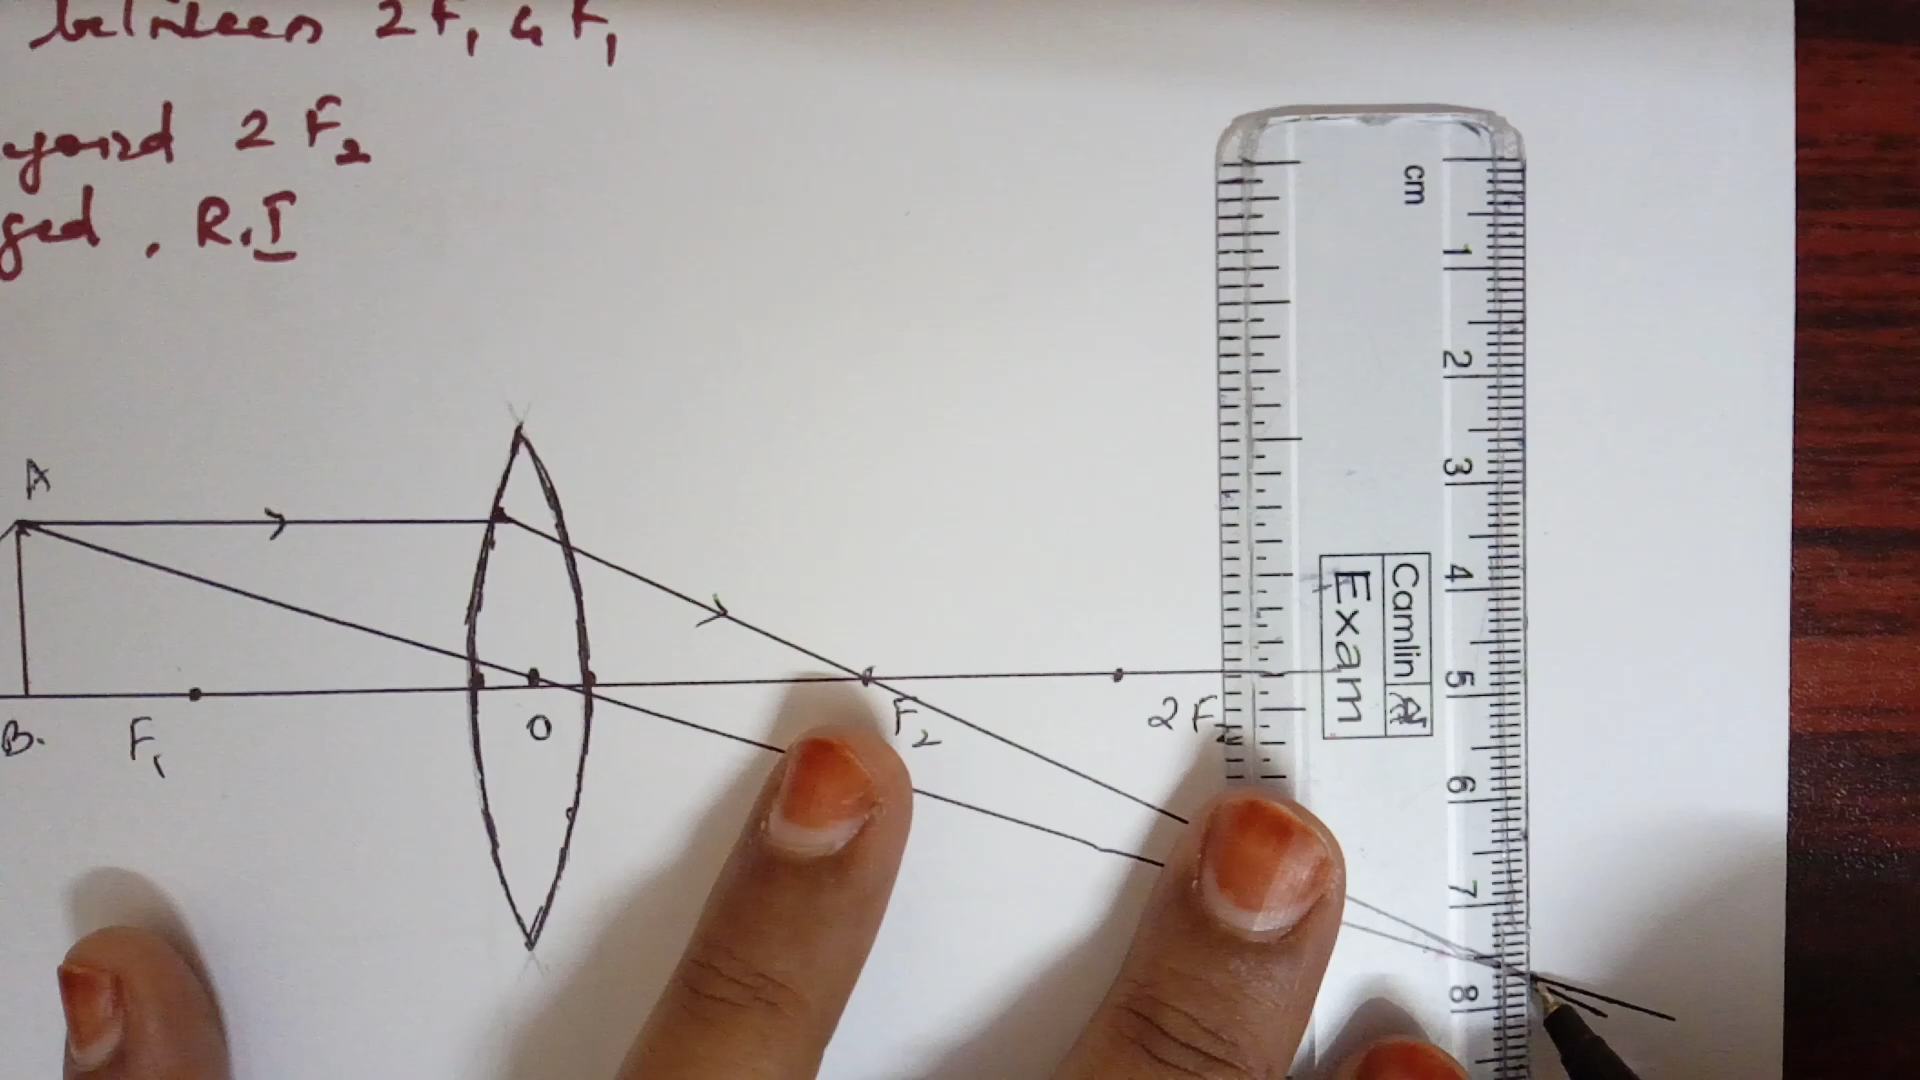 between 2F₁ & F₁
yond 2F₂
ged, R.I
A
B.
F₁
O
F₂
2F
cm
1
2
3
4
5
6
7
8
Camlin
Exam